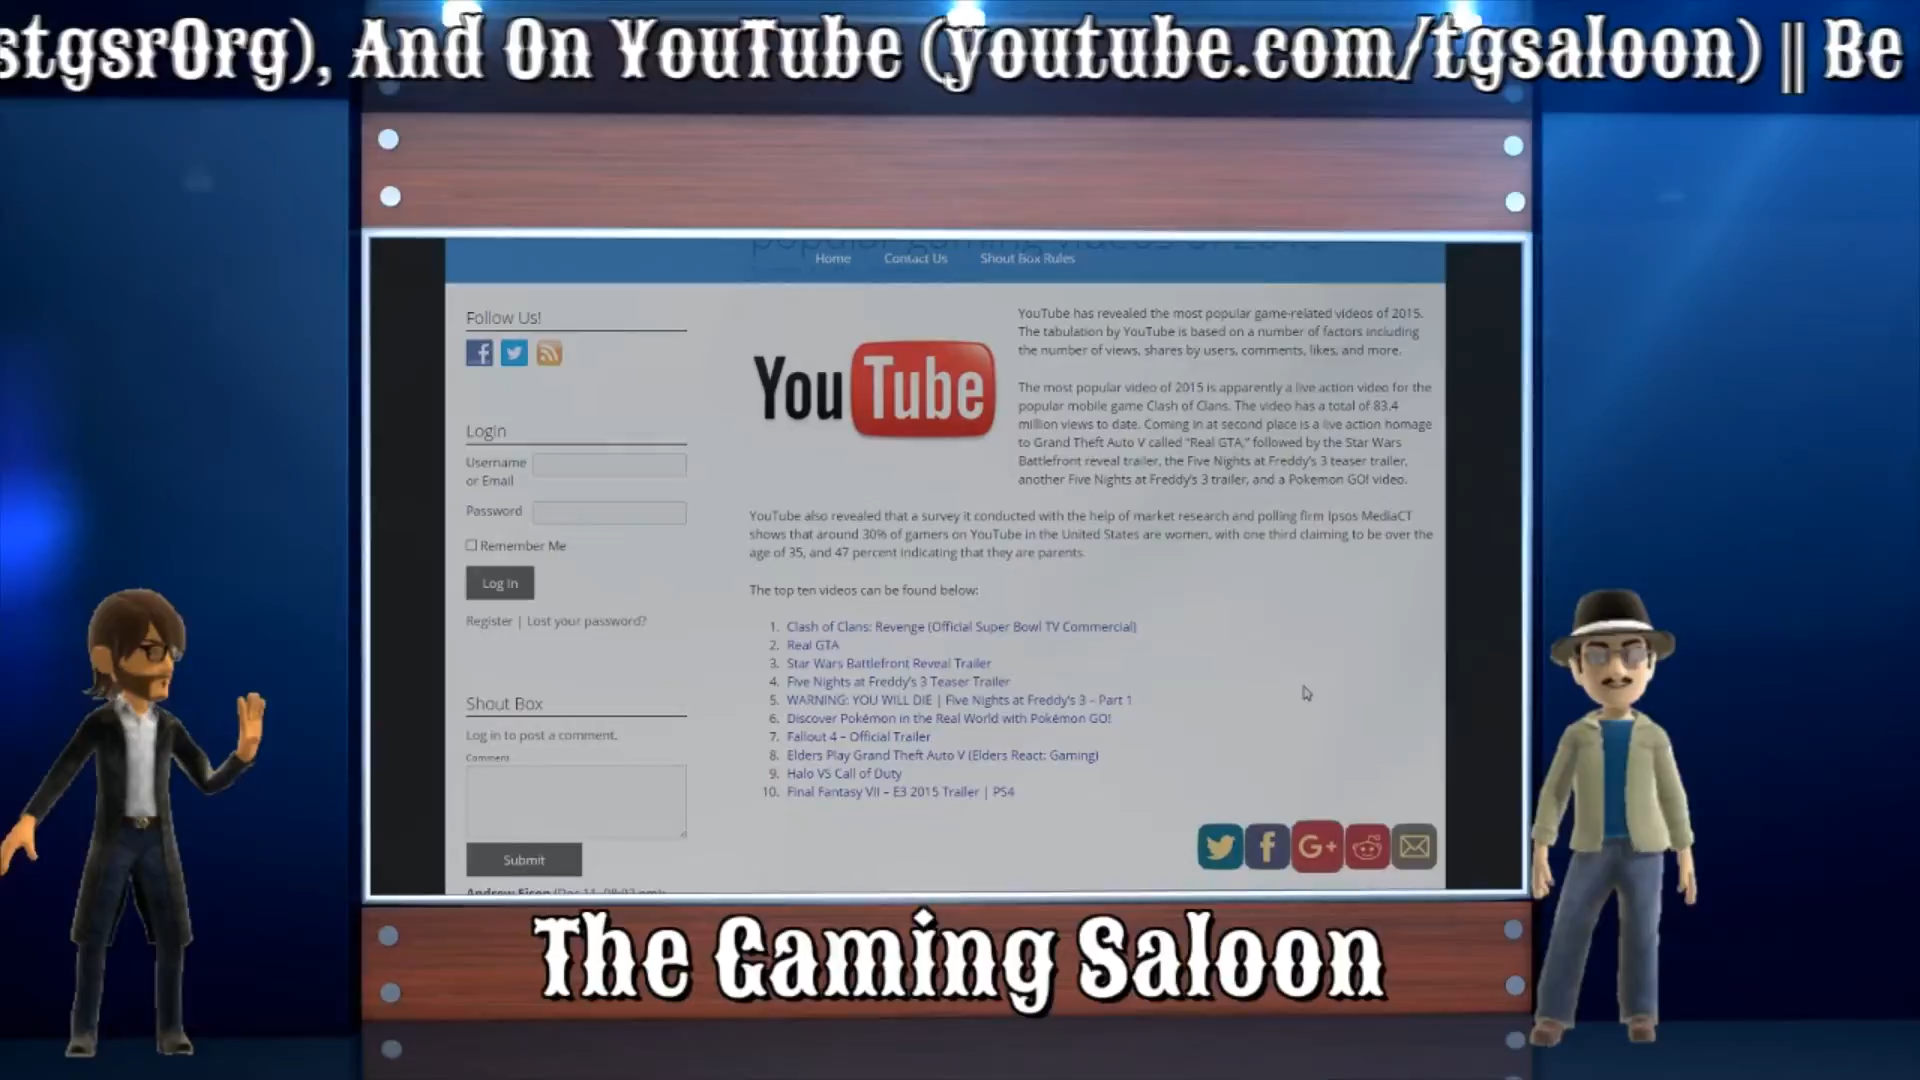 stgsrOrg), And On YouTube (youtube.com/tgsaloon) || Be
popular gaming videos of 2015
Home Contact Us Shout Box Rules
Follow Us!
Login
Username
or Email
Password
Remember Me
Log In
Register | Lost your password?
Shout Box
Log in to post a comment.
Comment
Submit
Andrew Eison (Dec 11, 08:03 pm):
YouTube
YouTube has revealed the most popular game-related videos of 2015.
The tabulation by YouTube is based on a number of factors including
the number of views, shares by users, comments, likes, and more.
The most popular video of 2015 is apparently a live action video for the
popular mobile game Clash of Clans. The video has a total of 83.4
million views to date. Coming in at second place is a live action homage
to Grand Theft Auto V called "Real GTA," followed by the Star Wars
Battlefront reveal trailer, the Five Nights at Freddy's 3 teaser trailer,
another Five Nights at Freddy's 3 trailer, and a Pokemon GO! video.
YouTube also revealed that a survey it conducted with the help of market research and polling firm Ipsos MediaCT
shows that around 30% of gamers on YouTube in the United States are women, with one third claiming to be over the
age of 35, and 47 percent indicating that they are parents.
The top ten videos can be found below:
1. Clash of Clans: Revenge (Official Super Bowl TV Commercial)
2. Real GTA
3. Star Wars Battlefront Reveal Trailer
4. Five Nights at Freddy's 3 Teaser Trailer
5. WARNING: YOU WILL DIE | Five Nights at Freddy's 3 – Part 1
6. Discover Pokémon in the Real World with Pokémon GO!
7. Fallout 4 – Official Trailer
8. Elders Play Grand Theft Auto V (Elders React: Gaming)
9. Halo VS Call of Duty
10. Final Fantasy VII – E3 2015 Trailer | PS4
G+
The Gaming Saloon